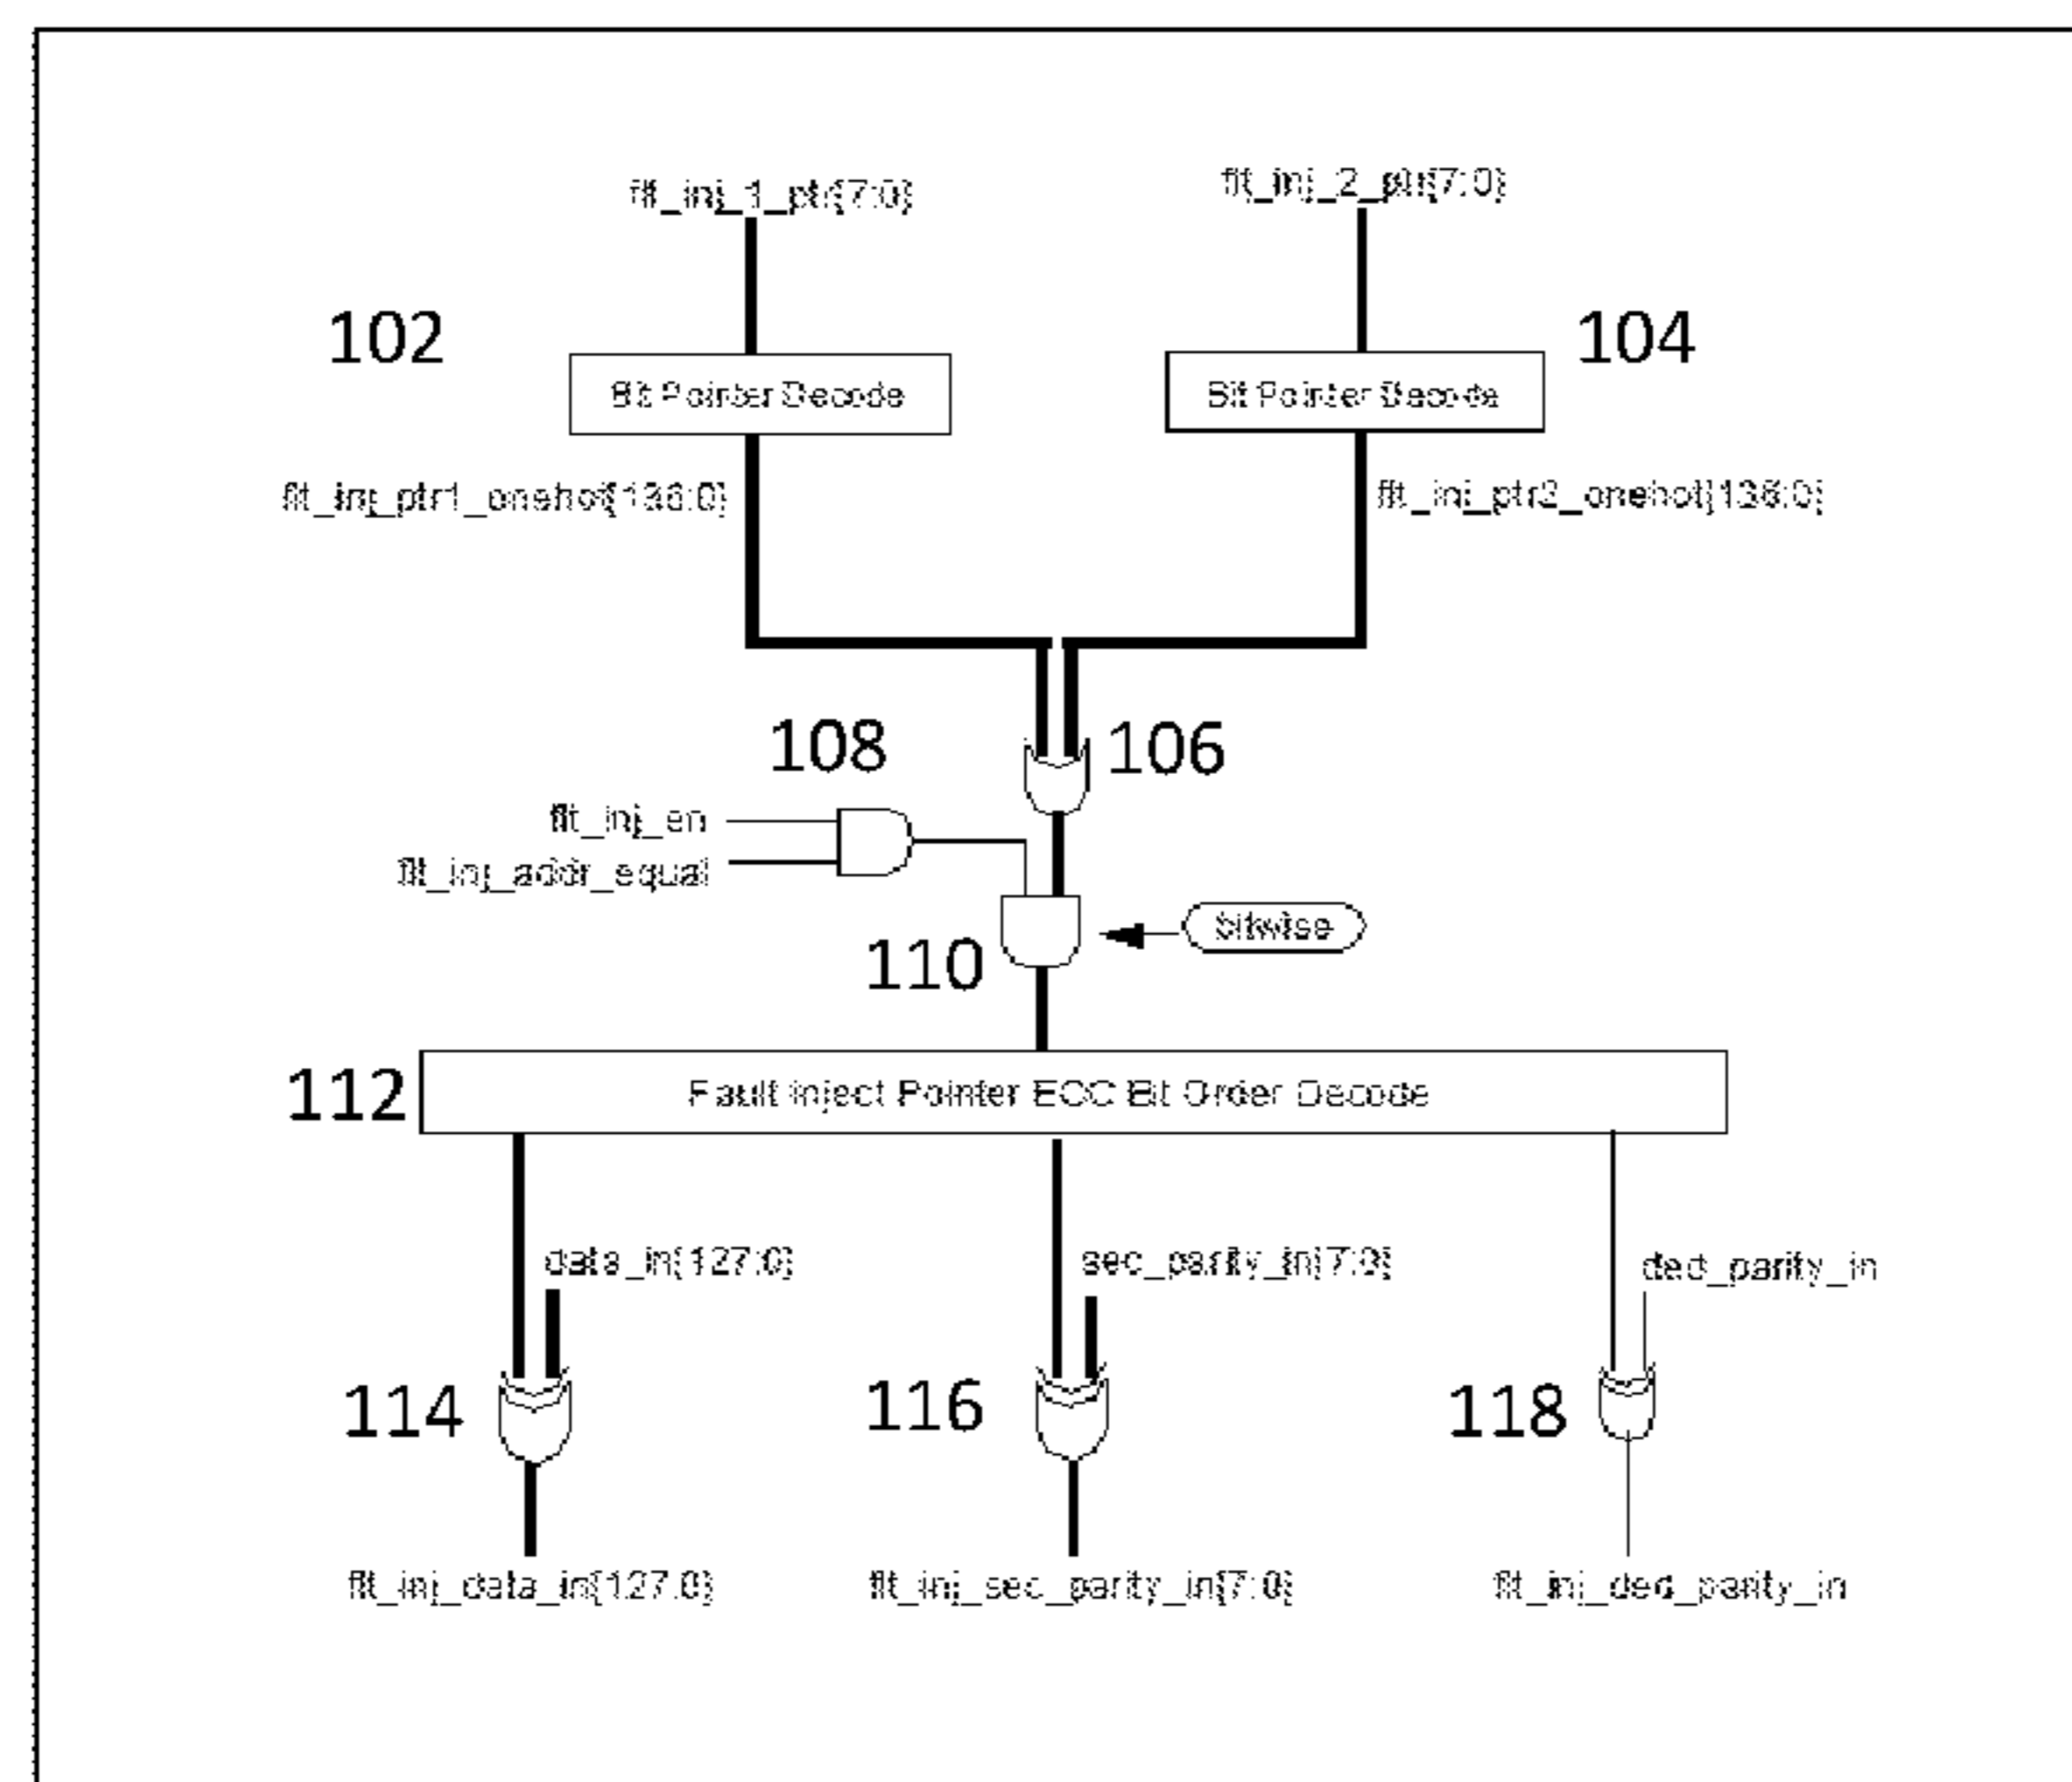 flt_inj_1_ptr[7:0]
flt_inj_2_ptr[7:0]
102
104
Bit Pointer Decode
Bit Pointer Decode
flt_inj_ptr1_onehot[136:0]
flt_inj_ptr2_onehot[136:0]
108
106
flt_inj_en
flt_inj_addr_equal
bitwise
110
112
Fault Inject Pointer ECC Bit Order Decode
data_in[127:0]
sec_parity_in[7:0]
ded_parity_in
114
116
118
flt_inj_data_in[127:0]
flt_inj_sec_parity_in[7:0]
flt_inj_ded_parity_in